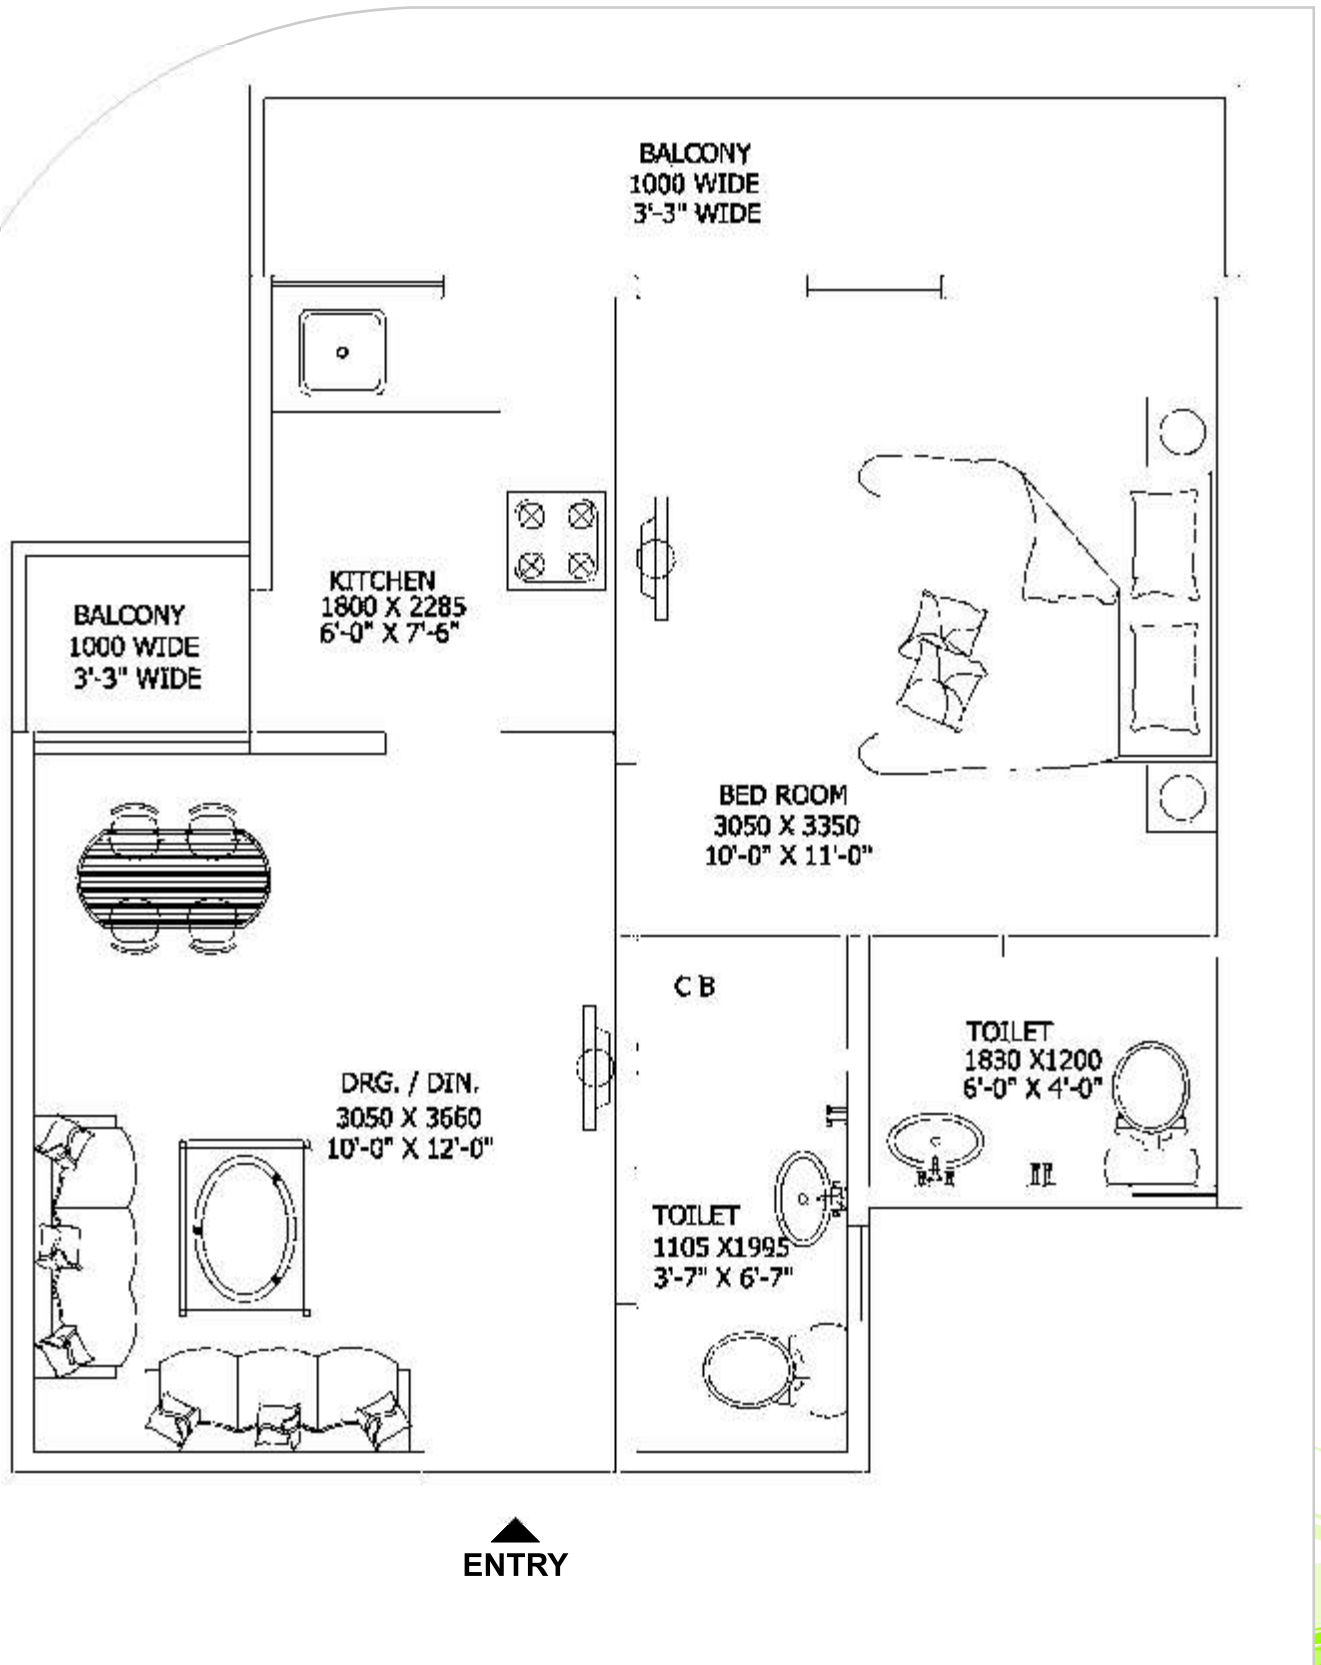 BALCONY
1000 WIDE
3'-3" WIDE
KITCHEN
1800 X 2285
6'-0" X 7'-6"
BALCONY
1000 WIDE
3'-3" WIDE
BED ROOM
3050 X 3350
10'-0" X 11'-0"
C B
TOILET
1830 X1200
6'-0" X 4'-0"
DRG. / DIN.
3050 X 3660
10'-0" X 12'-0"
TOILET
1105 X1995
3'-7" X 6'-7"
ENTRY